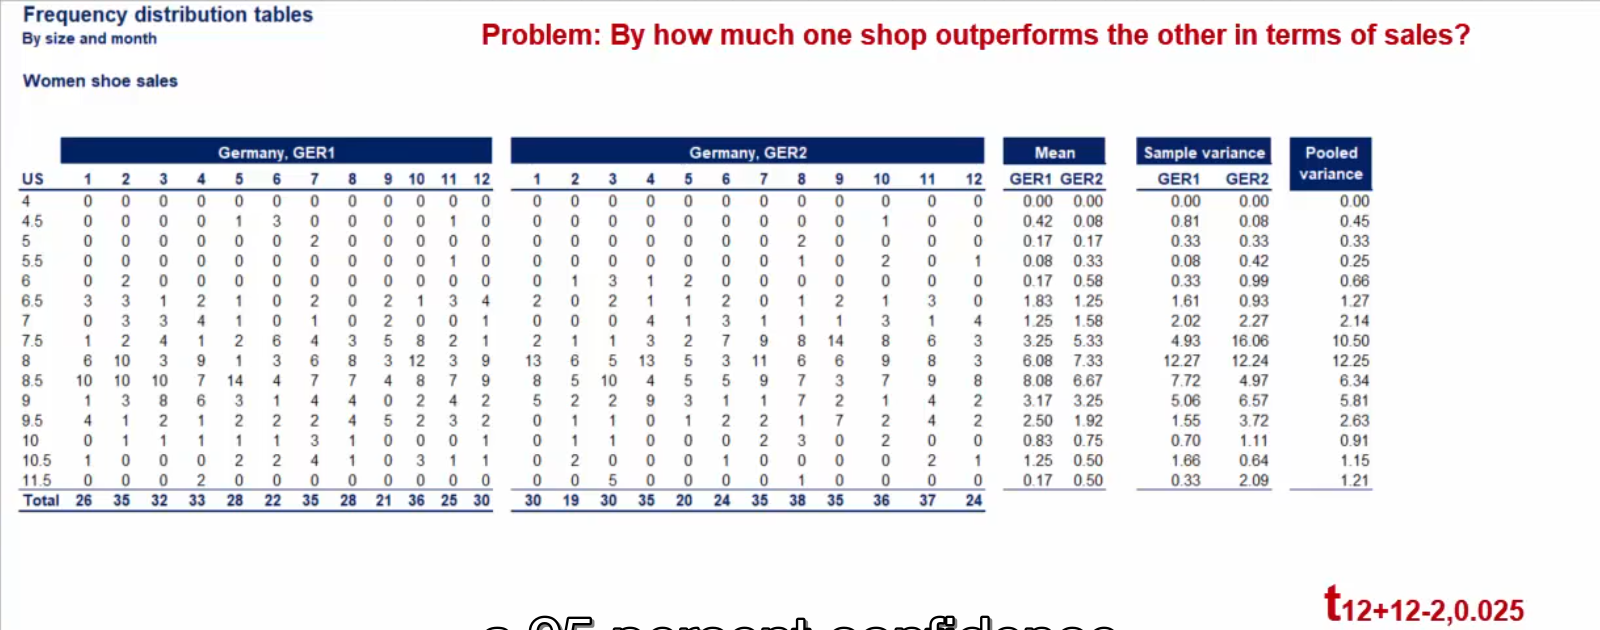 Frequency distribution tables
By size and month
Problem: By how much one shop outperforms the other in terms of sales?
Women shoe sales
Germany, GER1 Germany, GER2 Mean Sample variance Pooled variance
US 1 2 3 4 5 6 7 8 9 10 11 12 1 2 3 4 5 6 7 8 9 10 11 12 GER1 GER2 GER1 GER2
4 0 0 0 0 0 0 0 0 0 0 0 0 0 0 0 0 0 0 0 0 0 0 0 0 0.00 0.00 0.00 0.00 0.00
4.5 0 0 0 0 1 3 0 0 0 0 1 0 0 0 0 0 0 0 0 0 0 1 0 0 0.42 0.08 0.81 0.08 0.45
5 0 0 0 0 0 0 2 0 0 0 0 0 0 0 0 0 0 0 0 2 0 0 0 0 0.17 0.17 0.33 0.33 0.33
5.5 0 0 0 0 0 0 0 0 0 0 1 0 0 0 0 0 0 0 0 1 0 2 0 1 0.08 0.33 0.08 0.42 0.25
6 0 2 0 0 0 0 0 0 0 0 0 0 0 1 3 1 2 0 0 0 0 0 0 0 0.17 0.58 0.33 0.99 0.66
6.5 3 3 1 2 1 0 2 0 2 1 3 4 2 0 2 1 1 2 0 1 2 1 3 0 1.83 1.25 1.61 0.93 1.27
7 0 3 3 4 1 0 1 0 2 0 0 1 0 0 0 4 1 3 1 1 1 3 1 4 1.25 1.58 2.02 2.27 2.14
7.5 1 2 4 1 2 6 4 3 5 8 2 1 2 1 1 3 2 7 9 8 14 8 6 3 3.25 5.33 4.93 16.06 10.50
8 6 10 3 9 1 3 6 8 3 12 3 9 13 6 5 13 5 3 11 6 6 9 8 3 6.08 7.33 12.27 12.24 12.25
8.5 10 10 10 7 14 4 7 7 4 8 7 9 8 5 10 4 5 5 9 7 3 7 9 8 8.08 6.67 7.72 4.97 6.34
9 1 3 8 6 3 1 4 4 0 2 4 2 5 2 2 9 3 1 1 7 2 1 4 2 3.17 3.25 5.06 6.57 5.81
9.5 4 1 2 1 2 2 2 4 5 2 3 2 0 1 1 0 1 2 2 1 7 2 4 2 2.50 1.92 1.55 3.72 2.63
10 0 1 1 1 1 1 3 1 0 0 0 1 0 1 1 0 0 0 2 3 0 2 0 0 0.83 0.75 0.70 1.11 0.91
10.5 1 0 0 0 2 2 4 1 0 3 1 1 0 2 0 0 0 1 0 0 0 0 2 1 1.25 0.50 1.66 0.64 1.15
11.5 0 0 0 2 0 0 0 0 0 0 0 0 0 0 5 0 0 0 0 1 0 0 0 0 0.17 0.50 0.33 2.09 1.21
Total 26 35 32 33 28 22 35 28 21 36 25 30 30 19 30 35 20 24 35 38 35 36 37 24
t12+12-2,0.025
a 95 percent confidence